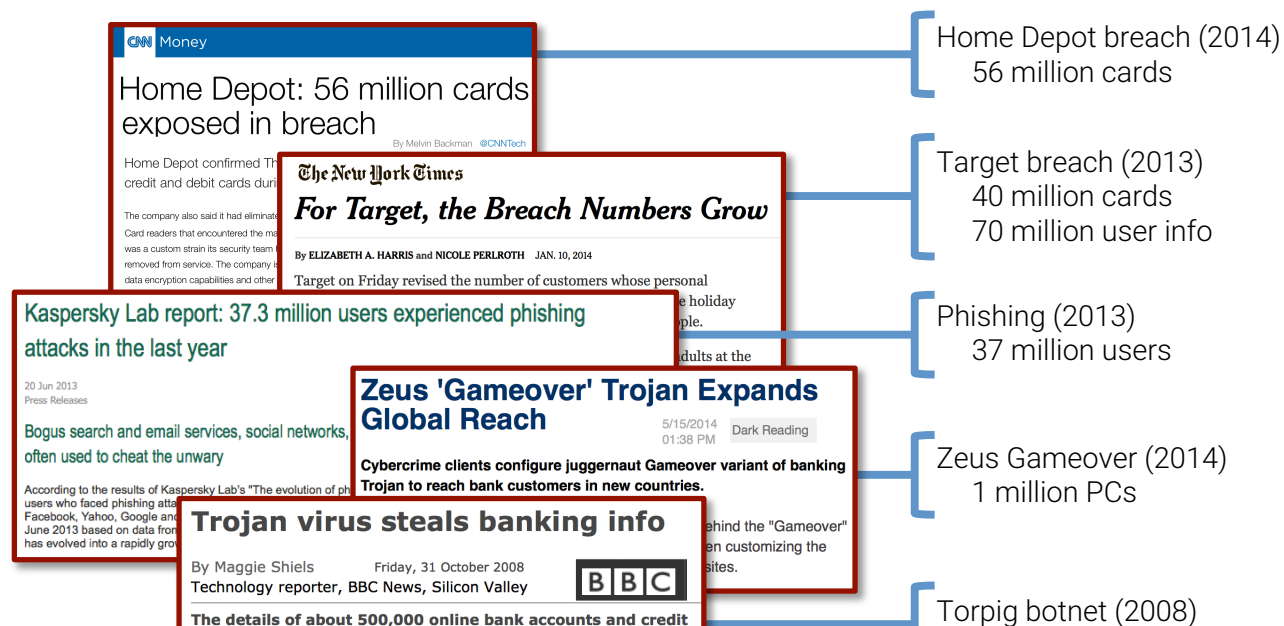 CNN Money
Home Depot: 56 million cards
exposed in breach
By Melvin Backman @CNNTech
Home Depot confirmed Th
credit and debit cards duri
The company also said it had eliminate
Card readers that encountered the ma
was a custom strain its security team
removed from service. The company is
data encryption capabilities and other
The New York Times
For Target, the Breach Numbers Grow
By ELIZABETH A. HARRIS and NICOLE PERLROTH JAN. 10, 2014
Target on Friday revised the number of customers whose personal
e holiday
ople.
adults at the
Kaspersky Lab report: 37.3 million users experienced phishing
attacks in the last year
20 Jun 2013
Press Releases
Bogus search and email services, social networks,
often used to cheat the unwary
According to the results of Kaspersky Lab's "The evolution of ph
users who faced phishing atta
Facebook, Yahoo, Google and
June 2013 based on data from
has evolved into a rapidly grow
Zeus 'Gameover' Trojan Expands
Global Reach
5/15/2014
01:38 PM
Dark Reading
Cybercrime clients configure juggernaut Gameover variant of banking
Trojan to reach bank customers in new countries.
ehind the "Gameover"
en customizing the
sites.
Trojan virus steals banking info
By Maggie Shiels Friday, 31 October 2008
Technology reporter, BBC News, Silicon Valley
BBC
The details of about 500,000 online bank accounts and credit
Home Depot breach (2014)
56 million cards
Target breach (2013)
40 million cards
70 million user info
Phishing (2013)
37 million users
Zeus Gameover (2014)
1 million PCs
Torpig botnet (2008)